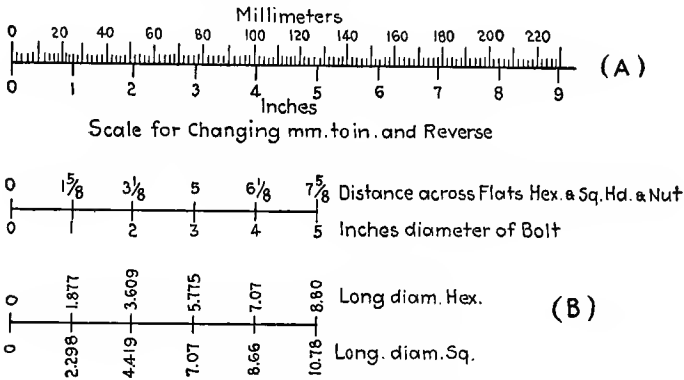 Millimeters
0 20 40 60 80 100 120 140 160 180 200 220
(A)
0 1 2 3 4 5 6 7 8 9
Inches
Scale for Changing mm. to in. and Reverse
0 1 5/8 3 1/8 5 6 1/8 7 5/8 Distance across Flats Hex. & Sq. Hd. & Nut
0 1 2 3 4 5 Inches diameter of Bolt
0 1.877 3.609 5.775 7.07 8.80 Long diam. Hex.
(B)
0 2.298 4.419 7.07 8.66 10.78 Long. diam. Sq.